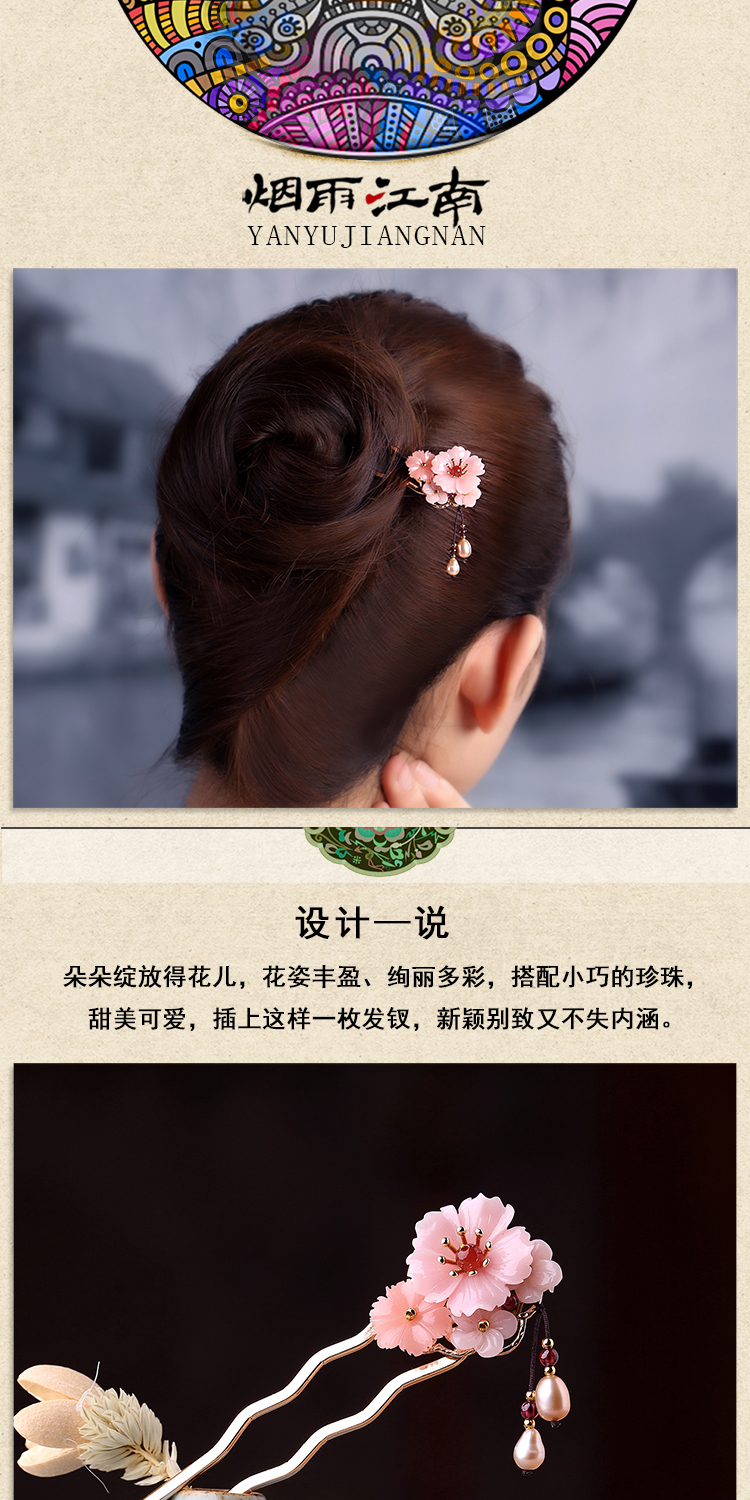 烟雨江南
YANYUJIANGNAN
设计—说
朵朵绽放得花儿，花姿丰盈、绚丽多彩，搭配小巧的珍珠，
甜美可爱，插上这样一枚发钗，新颖别致又不失内涵。